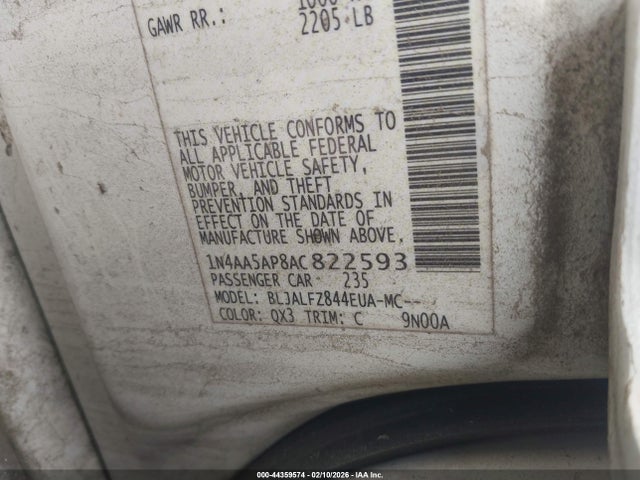 GAWR RR.:
2205 LB
THIS VEHICLE CONFORMS TO
ALL APPLICABLE FEDERAL
MOTOR VEHICLE SAFETY,
BUMPER, AND THEFT
PREVENTION STANDARDS IN
EFFECT ON THE DATE OF
MANUFACTURE SHOWN ABOVE.
1N4AA5AP8AC822593
PASSENGER CAR 235
MODEL: BLJALFZ844EUA-MC---
COLOR: QX3 TRIM: C 9N00A
000-44359574 - 02/10/2026 - IAA Inc.